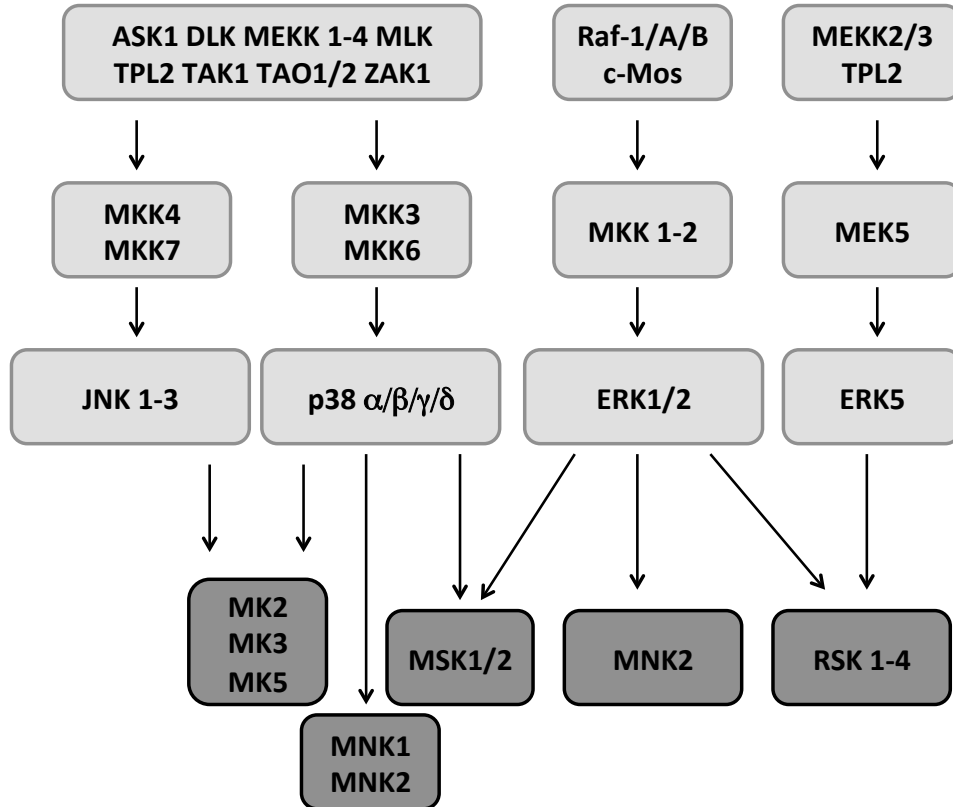 ASK1 DLK MEKK 1-4 MLK
TPL2 TAK1 TAO1/2 ZAK1
Raf-1/A/B
c-Mos
MEKK2/3
TPL2
MKK4
MKK7
MKK3
MKK6
MKK 1-2
MEK5
JNK 1-3
p38 α/β/γ/δ
ERK1/2
ERK5
MK2
MK3
MK5
MSK1/2
MNK2
RSK 1-4
MNK1
MNK2